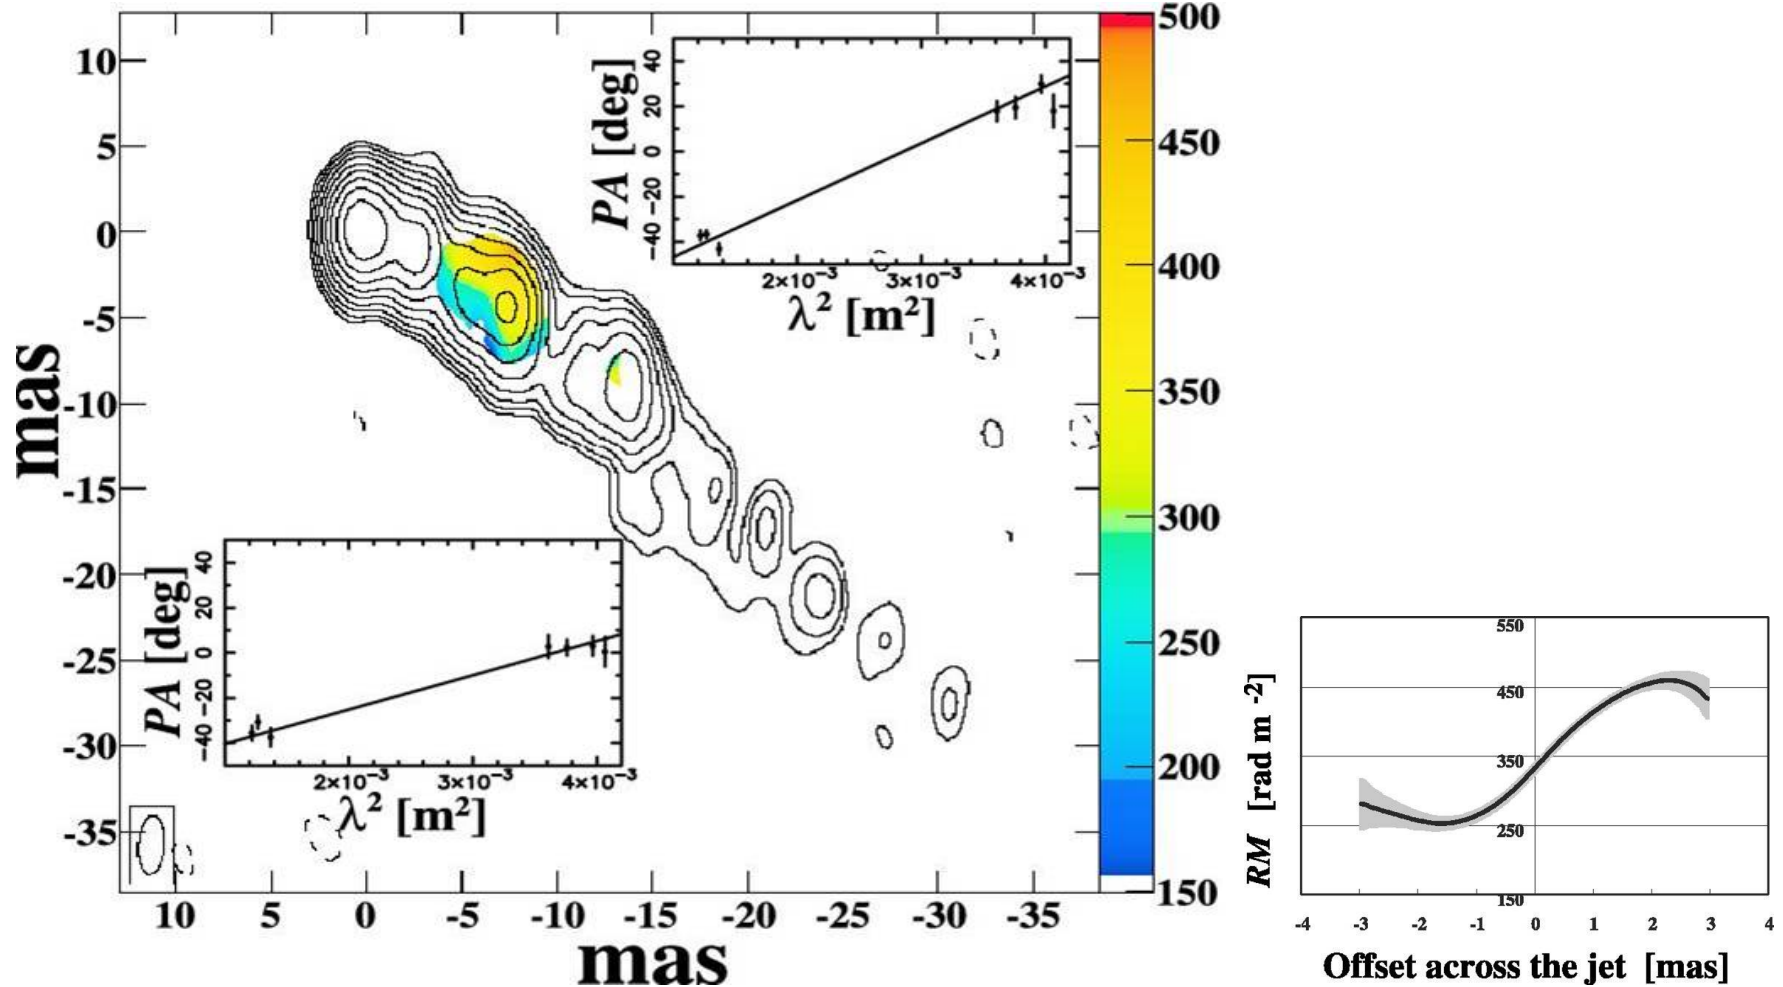 10
5
0
-5
-10
-15
-20
-25
-30
-35
mas
10 5 0 -5 -10 -15 -20 -25 -30 -35
mas
PA [deg]
40
20
0
-20
-40
2×10⁻³ 3×10⁻³ 4×10⁻³
λ² [m²]
PA [deg]
40
20
0
-20
-40
2×10⁻³ 3×10⁻³ 4×10⁻³
λ² [m²]
500
450
400
350
300
250
200
150
RM [rad m -2]
550
450
350
250
150
-4 -3 -2 -1 0 1 2 3 4
Offset across the jet [mas]